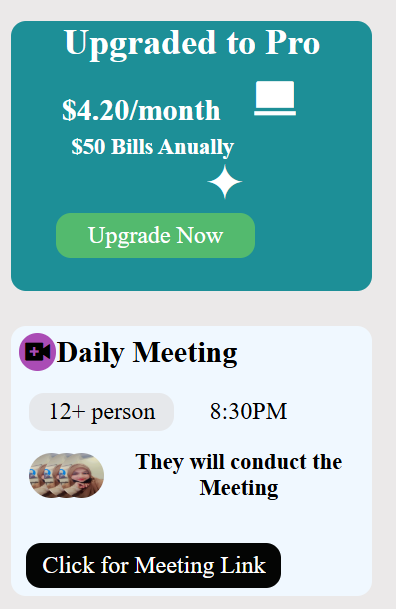 Upgraded to Pro
$4.20/month
$50 Bills Anually
Upgrade Now
Daily Meeting
12+ person 8:30PM
They will conduct the
Meeting
Click for Meeting Link